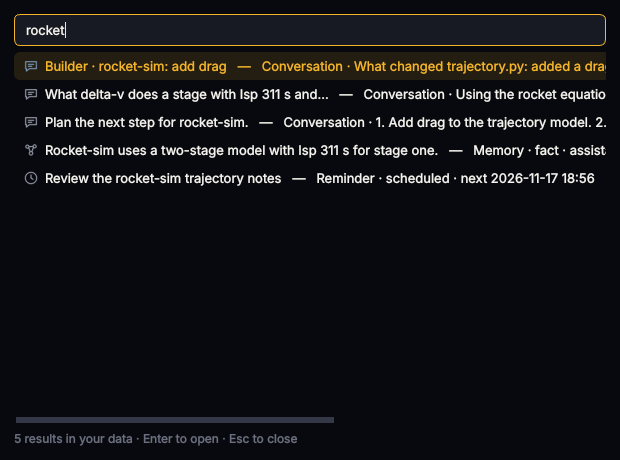 rocket
Builder · rocket-sim: add drag — Conversation · What changed trajectory.py: added a dra
What delta-v does a stage with Isp 311 s and... — Conversation · Using the rocket equatio
Plan the next step for rocket-sim. — Conversation · 1. Add drag to the trajectory model. 2.
Rocket-sim uses a two-stage model with Isp 311 s for stage one. — Memory · fact · assist
Review the rocket-sim trajectory notes — Reminder · scheduled · next 2026-11-17 18:56
5 results in your data · Enter to open · Esc to close